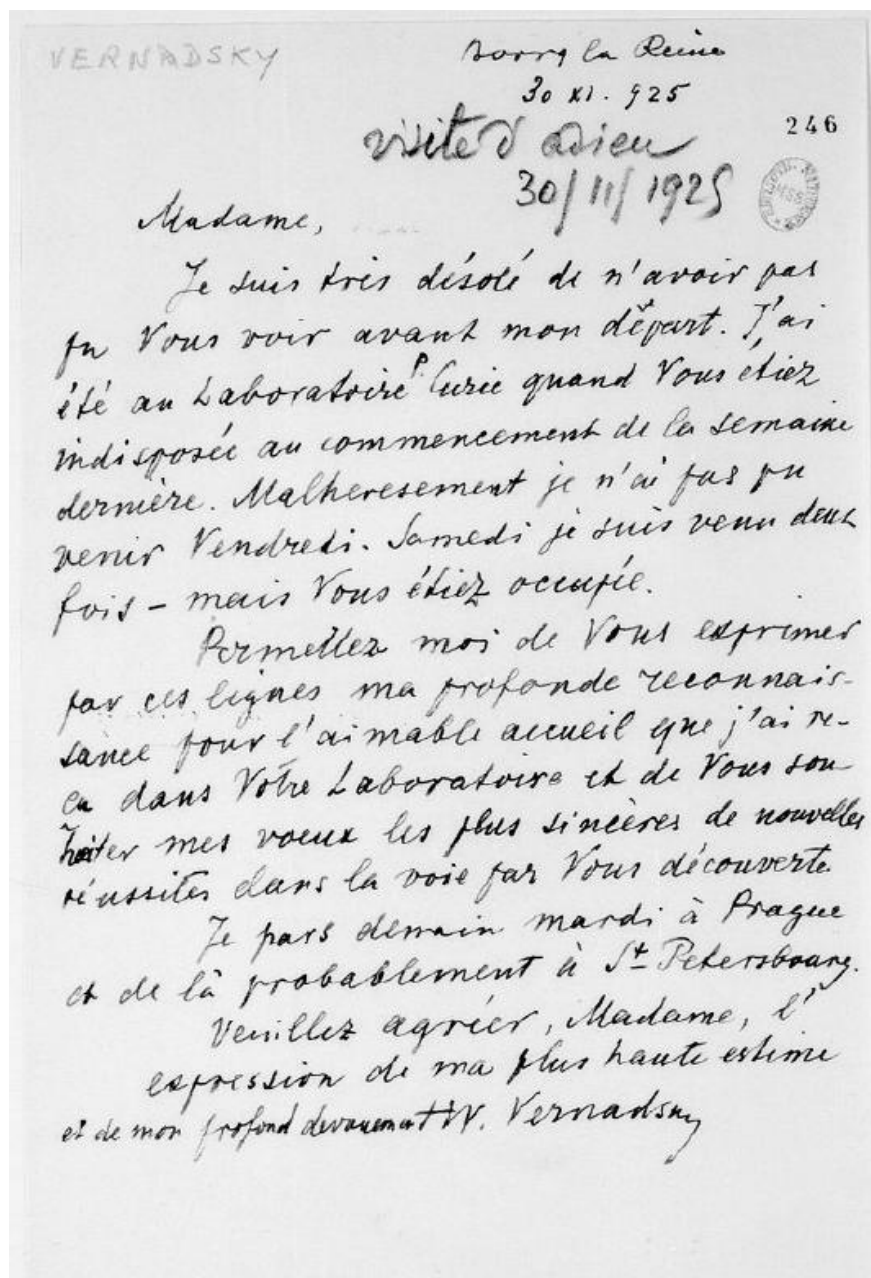 VERNADSKY
Bourg la Reine
30 XI. 925
visite d'adieu
30/11/1925
246
MSS
Madame,
Je suis très désolé de n'avoir pas
pu Vous voir avant mon départ. J'ai
été au Laboratoire P. Curie quand Vous étiez
indisposée au commencement de la semaine
dernière. Malheresement je n'ai pas pu
venir Vendredi. Samedi je suis venu deux
fois – mais Vous étiez occupée.
Permettez moi de Vous exprimer
par ces lignes ma profonde reconnais-
sance pour l'aimable accueil que j'ai re-
çu dans Votre Laboratoire et de Vous sou
haiter mes voeux les plus sincères de nouvelles
réussites dans la voie par Vous découverte.
Je pars demain mardi à Prague
et de là probablement à St Petersbourg.
Veuillez agréer, Madame, l'
expression de ma plus haute estime
et de mon profond devouement W. Vernadsky